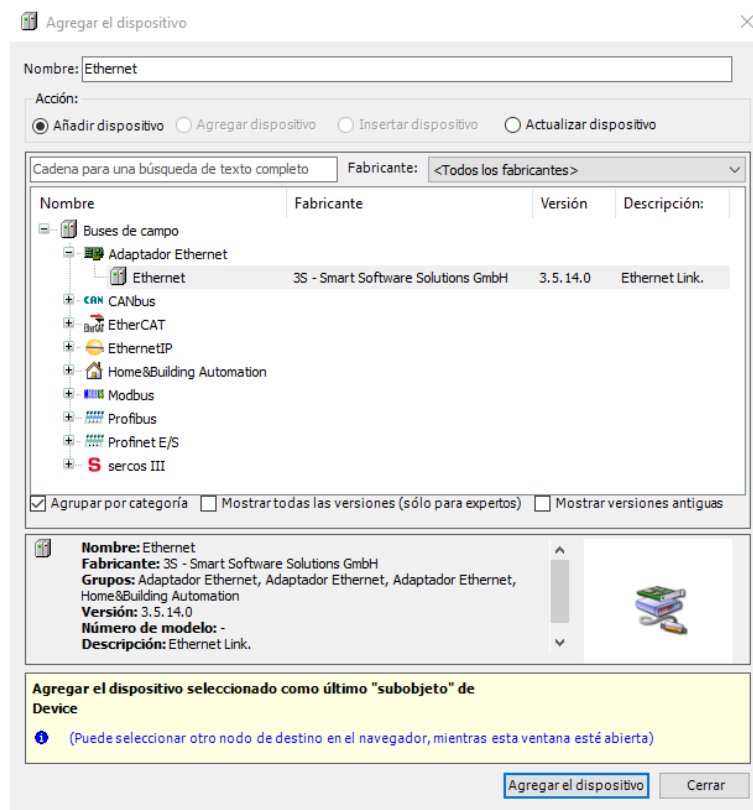 Agregar el dispositivo
Nombre: Ethernet
Acción:
Añadir dispositivo Agregar dispositivo Insertar dispositivo Actualizar dispositivo
Cadena para una búsqueda de texto completo Fabricante: <Todos los fabricantes>
Nombre Fabricante Versión Descripción:
Buses de campo
Adaptador Ethernet
Ethernet 3S - Smart Software Solutions GmbH 3.5.14.0 Ethernet Link.
CAN CANbus
EtherCAT
EthernetIP
Home&Building Automation
Modbus
Profibus
Profinet E/S
S sercos III
Agrupar por categoría Mostrar todas las versiones (sólo para expertos) Mostrar versiones antiguas
Nombre: Ethernet
Fabricante: 3S - Smart Software Solutions GmbH
Grupos: Adaptador Ethernet, Adaptador Ethernet, Adaptador Ethernet,
Home&Building Automation
Versión: 3.5.14.0
Número de modelo: -
Descripción: Ethernet Link.
Agregar el dispositivo seleccionado como último "subobjeto" de
Device
(Puede seleccionar otro nodo de destino en el navegador, mientras esta ventana esté abierta)
Agregar el dispositivo Cerrar